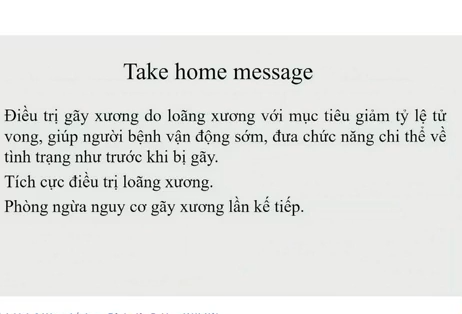 Take home message
Điều trị gãy xương do loãng xương với mục tiêu giảm tỷ lệ tử
vong, giúp người bệnh vận động sớm, đưa chức năng chi thể về
tình trạng như trước khi bị gãy.
Tích cực điều trị loãng xương.
Phòng ngừa nguy cơ gãy xương lần kế tiếp.